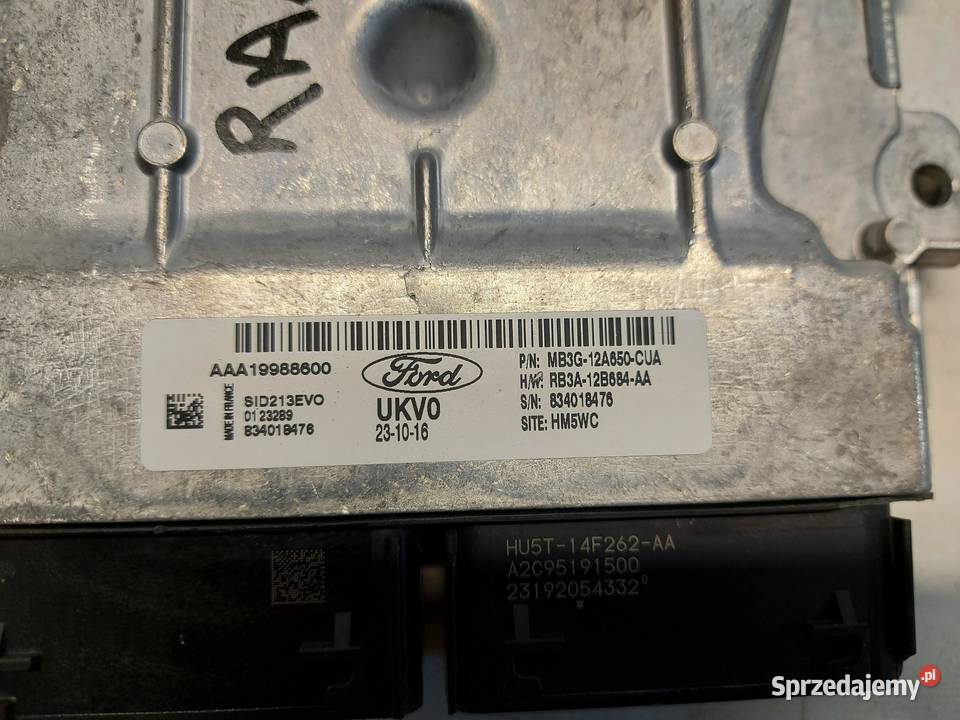 RA
AAA19988600
SID213EVO
0123289
834018476
MADE IN FRANCE
Ford
UKV0
23-10-16
P/N: MB3G-12A650-CUA
H/W: RB3A-12B684-AA
S/N: 834018476
SITE: HM5WC
HU5T-14F262-AA
A2C95191500
23192054332⁰
*
Sprzedajemy.pl